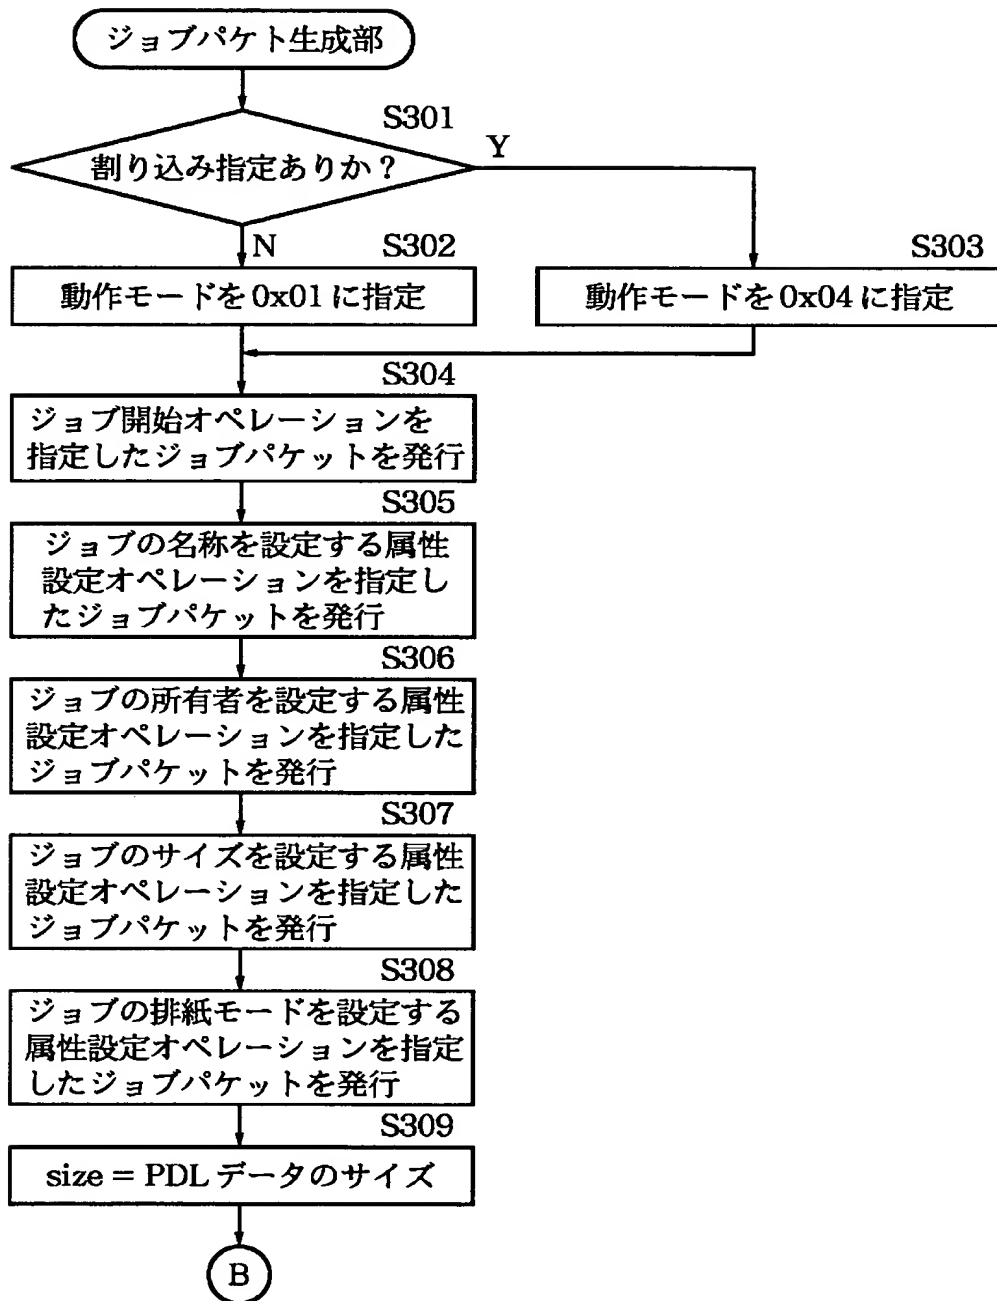 ジョブパケト生成部
S301
割り込み指定ありか？
Y
N
S302
動作モードを0x01に指定
S303
動作モードを0x04に指定
S304
ジョブ開始オペレーションを
指定したジョブパケットを発行
S305
ジョブの名称を設定する属性
設定オペレーションを指定し
たジョブパケットを発行
S306
ジョブの所有者を設定する属性
設定オペレーションを指定した
ジョブパケットを発行
S307
ジョブのサイズを設定する属性
設定オペレーションを指定した
ジョブパケットを発行
S308
ジョブの排紙モードを設定する
属性設定オペレーションを指定
したジョブパケットを発行
S309
size = PDLデータのサイズ
B